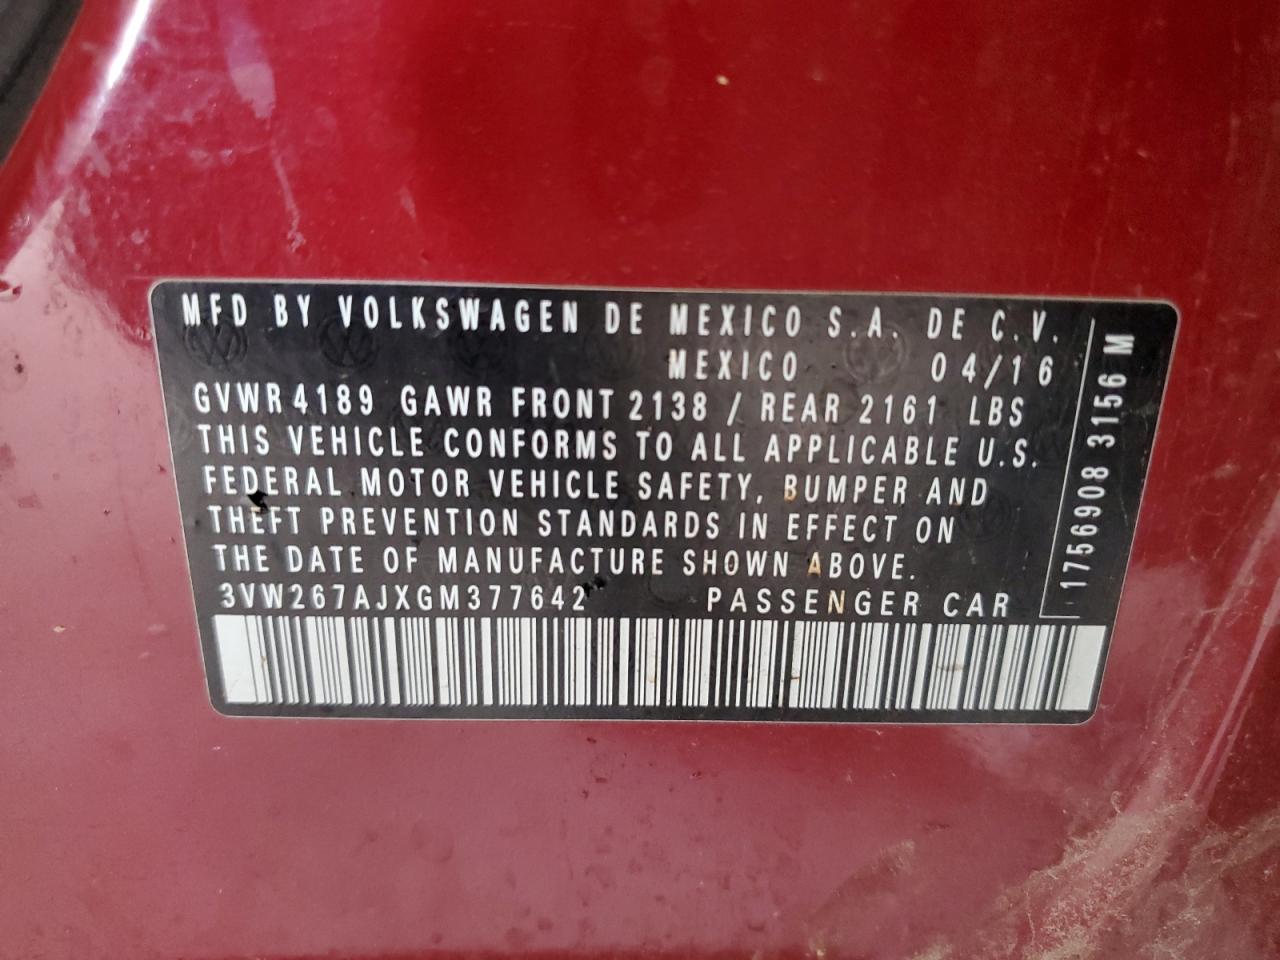 MFD BY VOLKSWAGEN DE MEXICO S.A. DE C.V.
MEXICO 04/16
GVWR 4189 GAWR FRONT 2138 / REAR 2161 LBS
THIS VEHICLE CONFORMS TO ALL APPLICABLE U.S.
FEDERAL MOTOR VEHICLE SAFETY, BUMPER AND
THEFT PREVENTION STANDARDS IN EFFECT ON
THE DATE OF MANUFACTURE SHOWN ABOVE.
3VW267AJXGM377642 PASSENGER CAR
1756908 3156 M